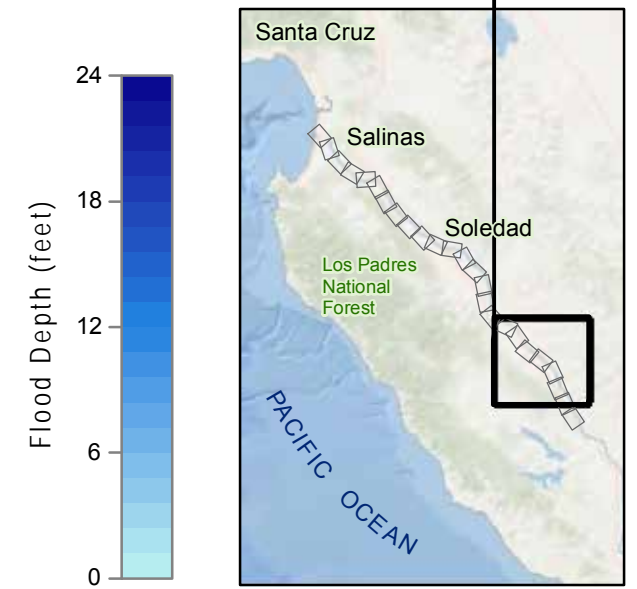 Flood Depth (feet)
24
18
12
6
0
Santa Cruz
Salinas
Soledad
Los Padres
National
Forest
PACIFIC OCEAN